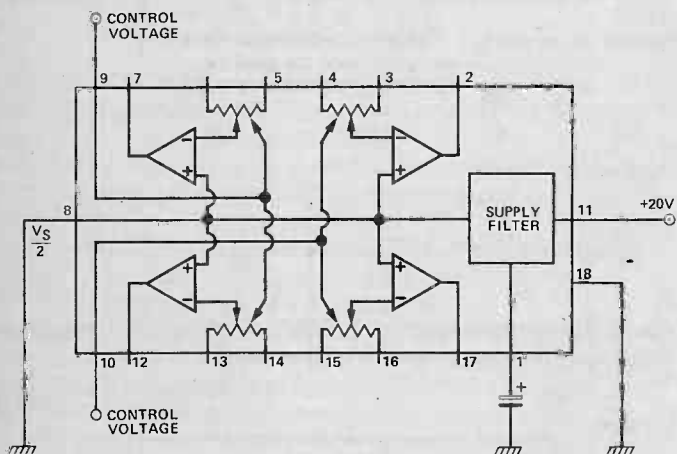 CONTROL
VOLTAGE
9 7 5 4 3 2
8
VS
2
SUPPLY
FILTER
11
+20V
18
10 12 13 14 15 16 17 1
+
CONTROL
VOLTAGE